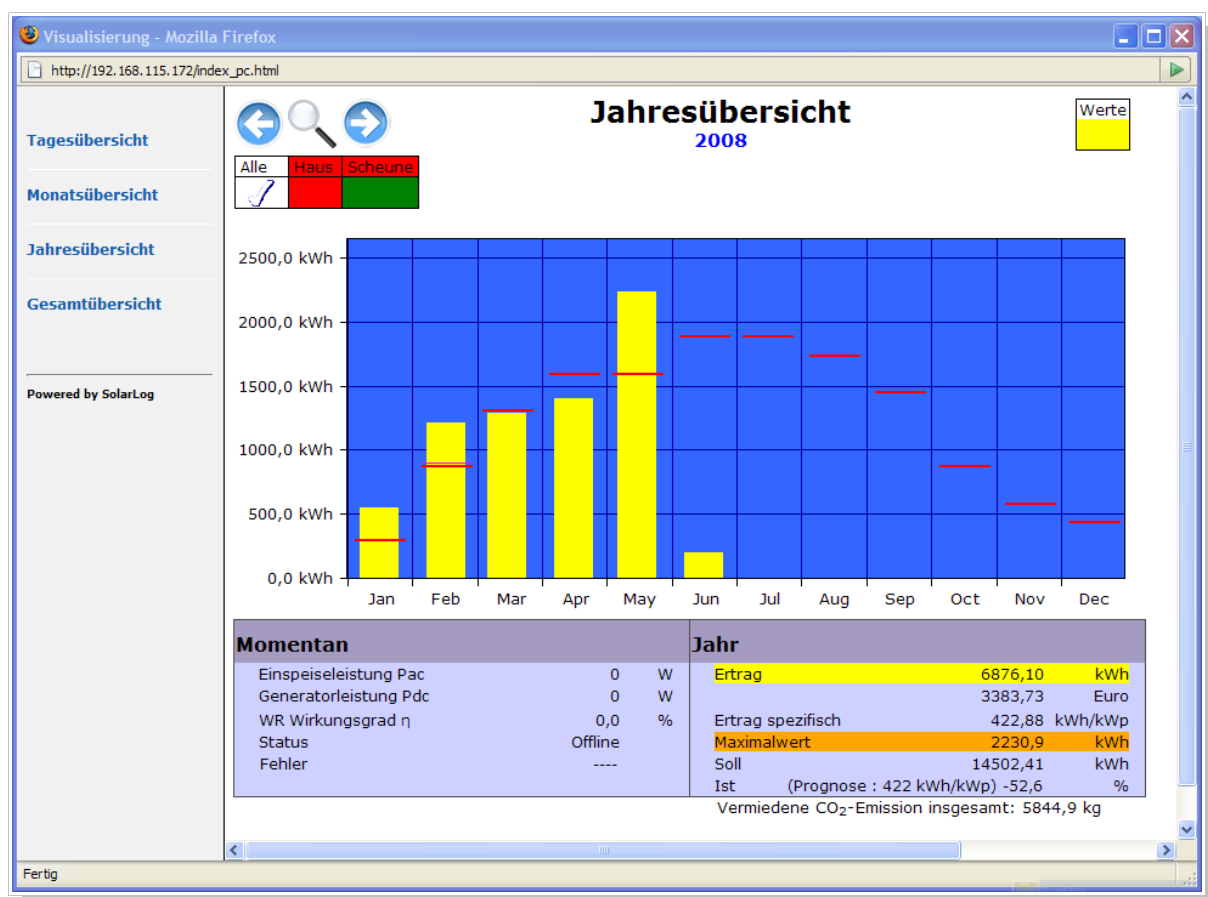 Visualisierung - Mozilla Firefox
http://192.168.115.172/index_pc.html
Tagesübersicht
Monatsübersicht
Jahresübersicht
Gesamtübersicht
Powered by SolarLog
Jahresübersicht
2008
Werte
Alle Haus Scheune
2500,0 kWh
2000,0 kWh
1500,0 kWh
1000,0 kWh
500,0 kWh
0,0 kWh
Jan Feb Mar Apr May Jun Jul Aug Sep Oct Nov Dec
Momentan
Einspeiseleistung Pac 0 W
Generatorleistung Pdc 0 W
WR Wirkungsgrad η 0,0 %
Status Offline
Fehler ----
Jahr
Ertrag 6876,10 kWh
3383,73 Euro
Ertrag spezifisch 422,88 kWh/kWp
Maximalwert 2230,9 kWh
Soll 14502,41 kWh
Ist (Prognose : 422 kWh/kWp) -52,6 %
Vermiedene CO₂-Emission insgesamt: 5844,9 kg
Fertig